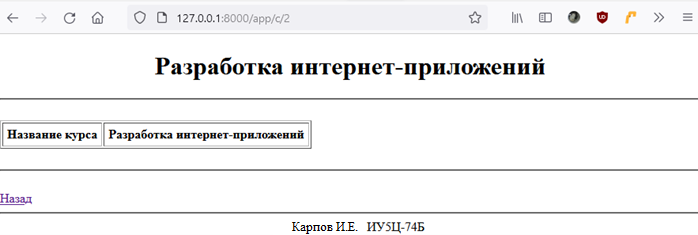 127.0.0.1:8000/app/c/2
Разработка интернет-приложений
Название курса Разработка интернет-приложений
Назад
Карпов И.Е. ИУ5Ц-74Б